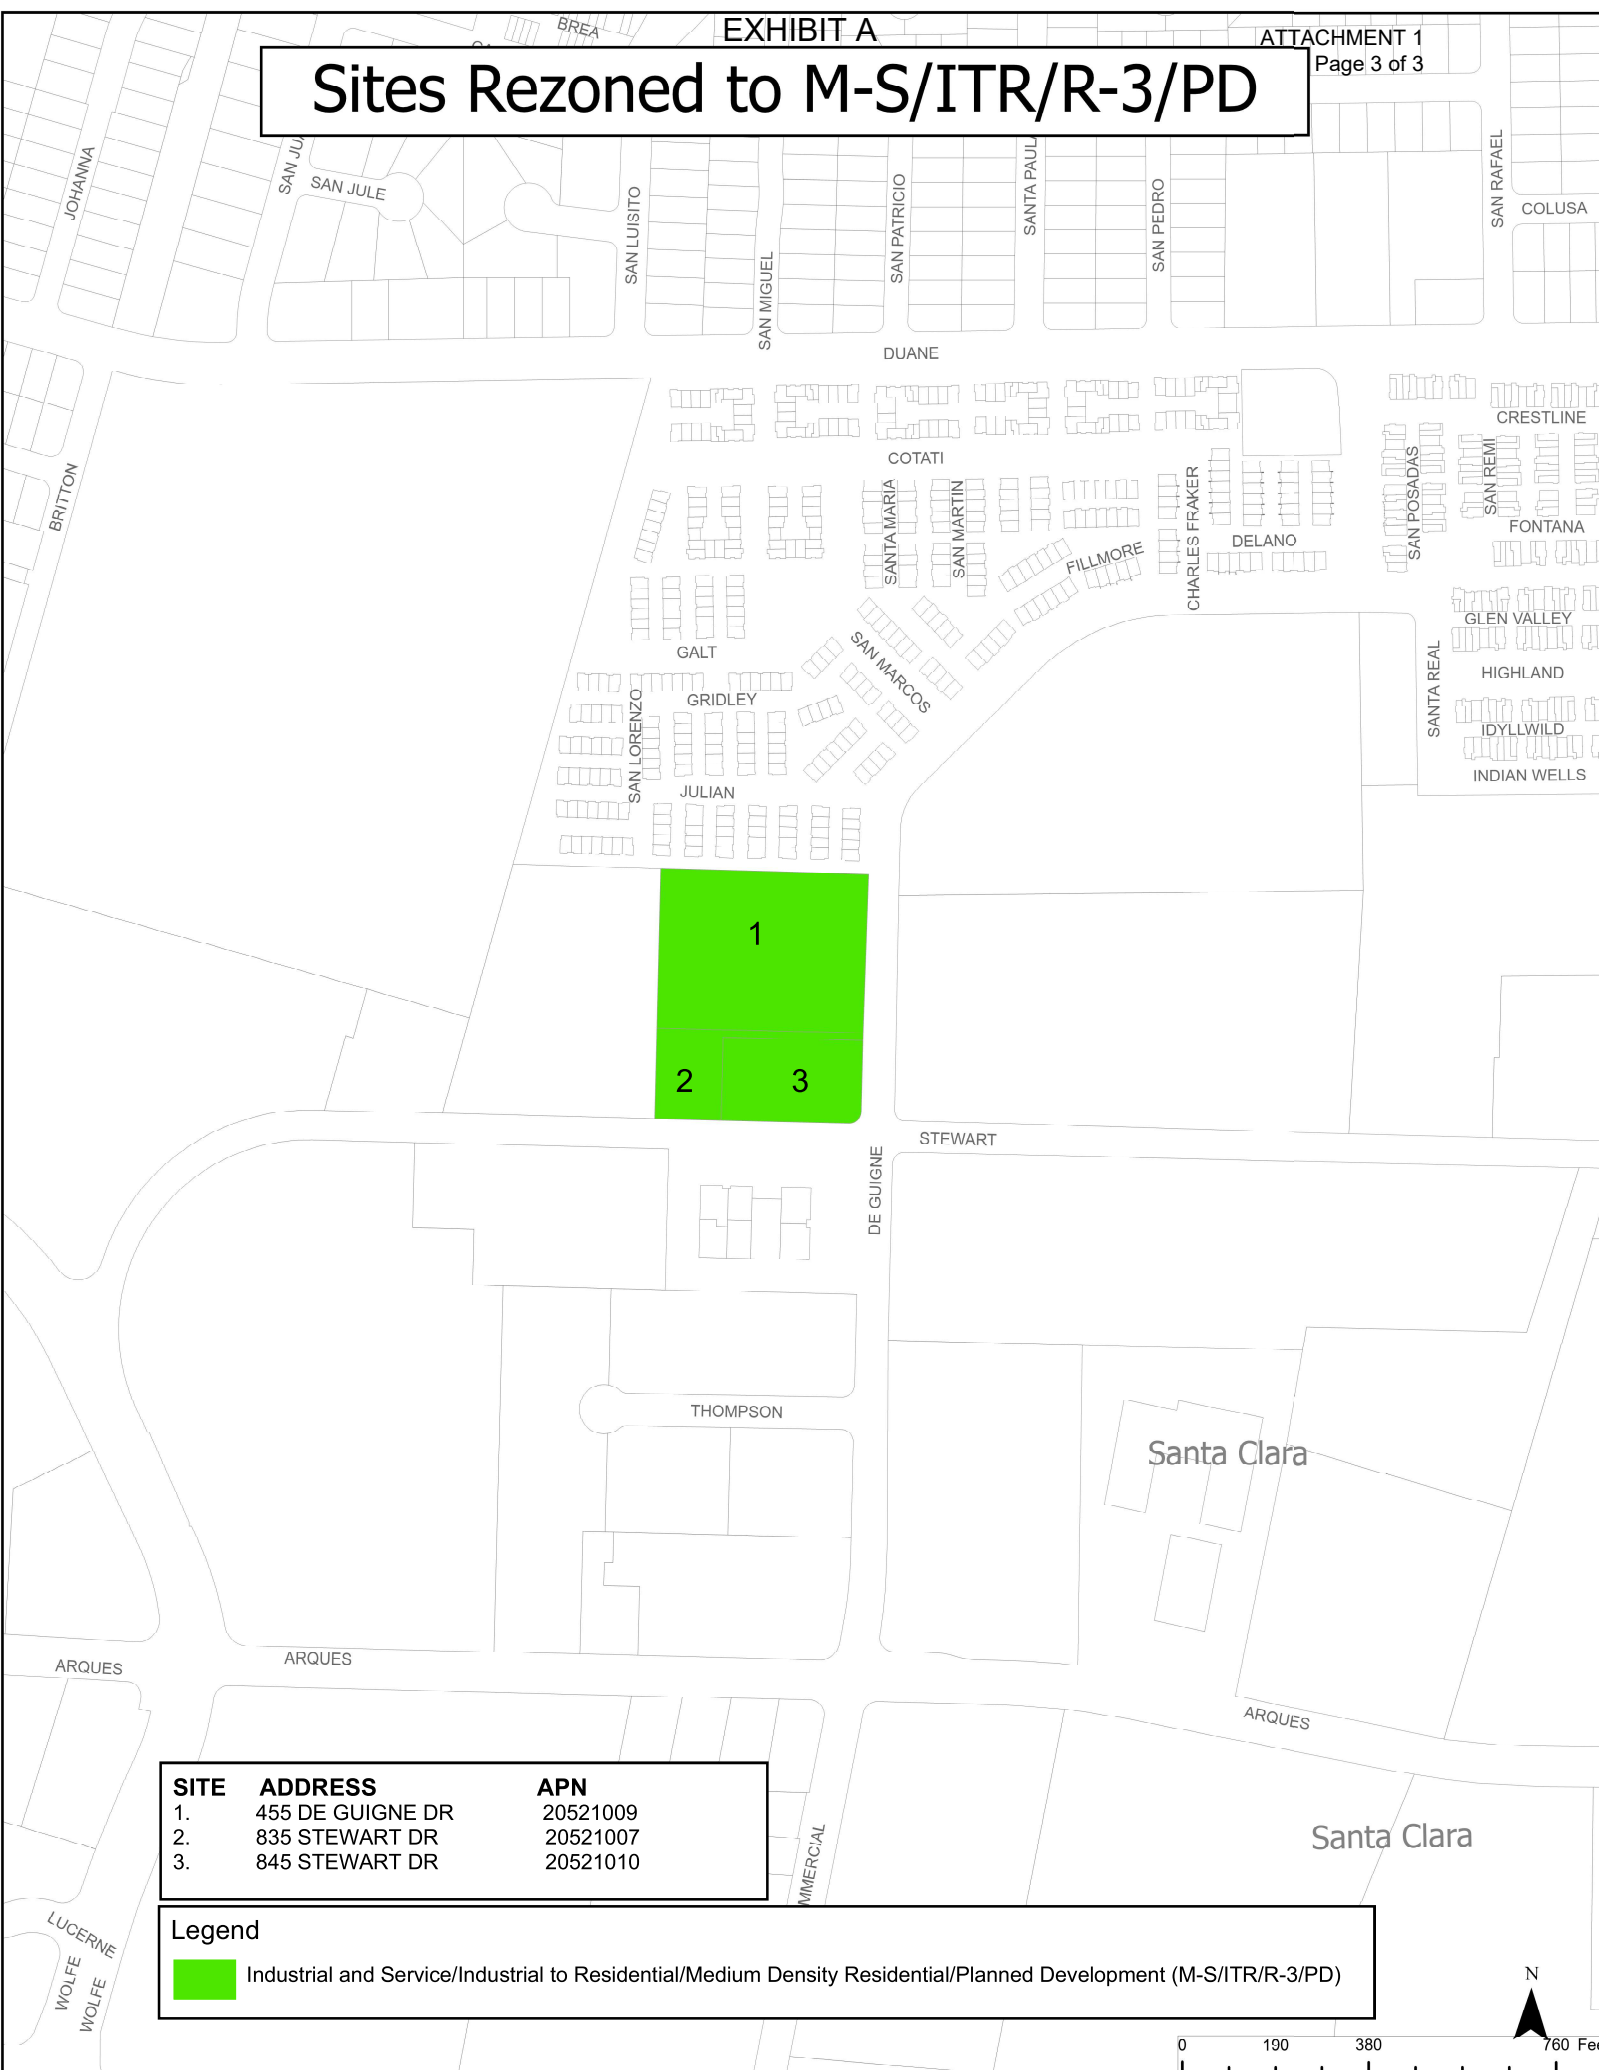 EXHIBIT A
ATTACHMENT 1
Page 3 of 3
Sites Rezoned to M-S/ITR/R-3/PD
BREA
JOHANNA
SAN JULE
SAN LUISITO
SAN MIGUEL
SAN PATRICIO
SANTA PAULA
SAN PEDRO
SAN RAFAEL
COLUSA
DUANE
BRITTON
COTATI
CRESTLINE
SANTA MARIA
SAN MARTIN
FILLMORE
CHARLES FRAKER
DELANO
SAN POSADAS
SAN REMI
FONTANA
GLEN VALLEY
HIGHLAND
SANTA REAL
IDYLLWILD
INDIAN WELLS
GALT
SAN MARCOS
GRIDLEY
SAN LORENZO
JULIAN
1
2
3
STEWART
DE GUIGNE
THOMPSON
Santa Clara
ARQUES
ARQUES
ARQUES
SITE ADDRESS APN
1. 455 DE GUIGNE DR 20521009
2. 835 STEWART DR 20521007
3. 845 STEWART DR 20521010
MMERCIAL
Santa Clara
LUCERNE
WOLFE
WOLFE
Legend
Industrial and Service/Industrial to Residential/Medium Density Residential/Planned Development (M-S/ITR/R-3/PD)
N
0 190 380 760 Fee